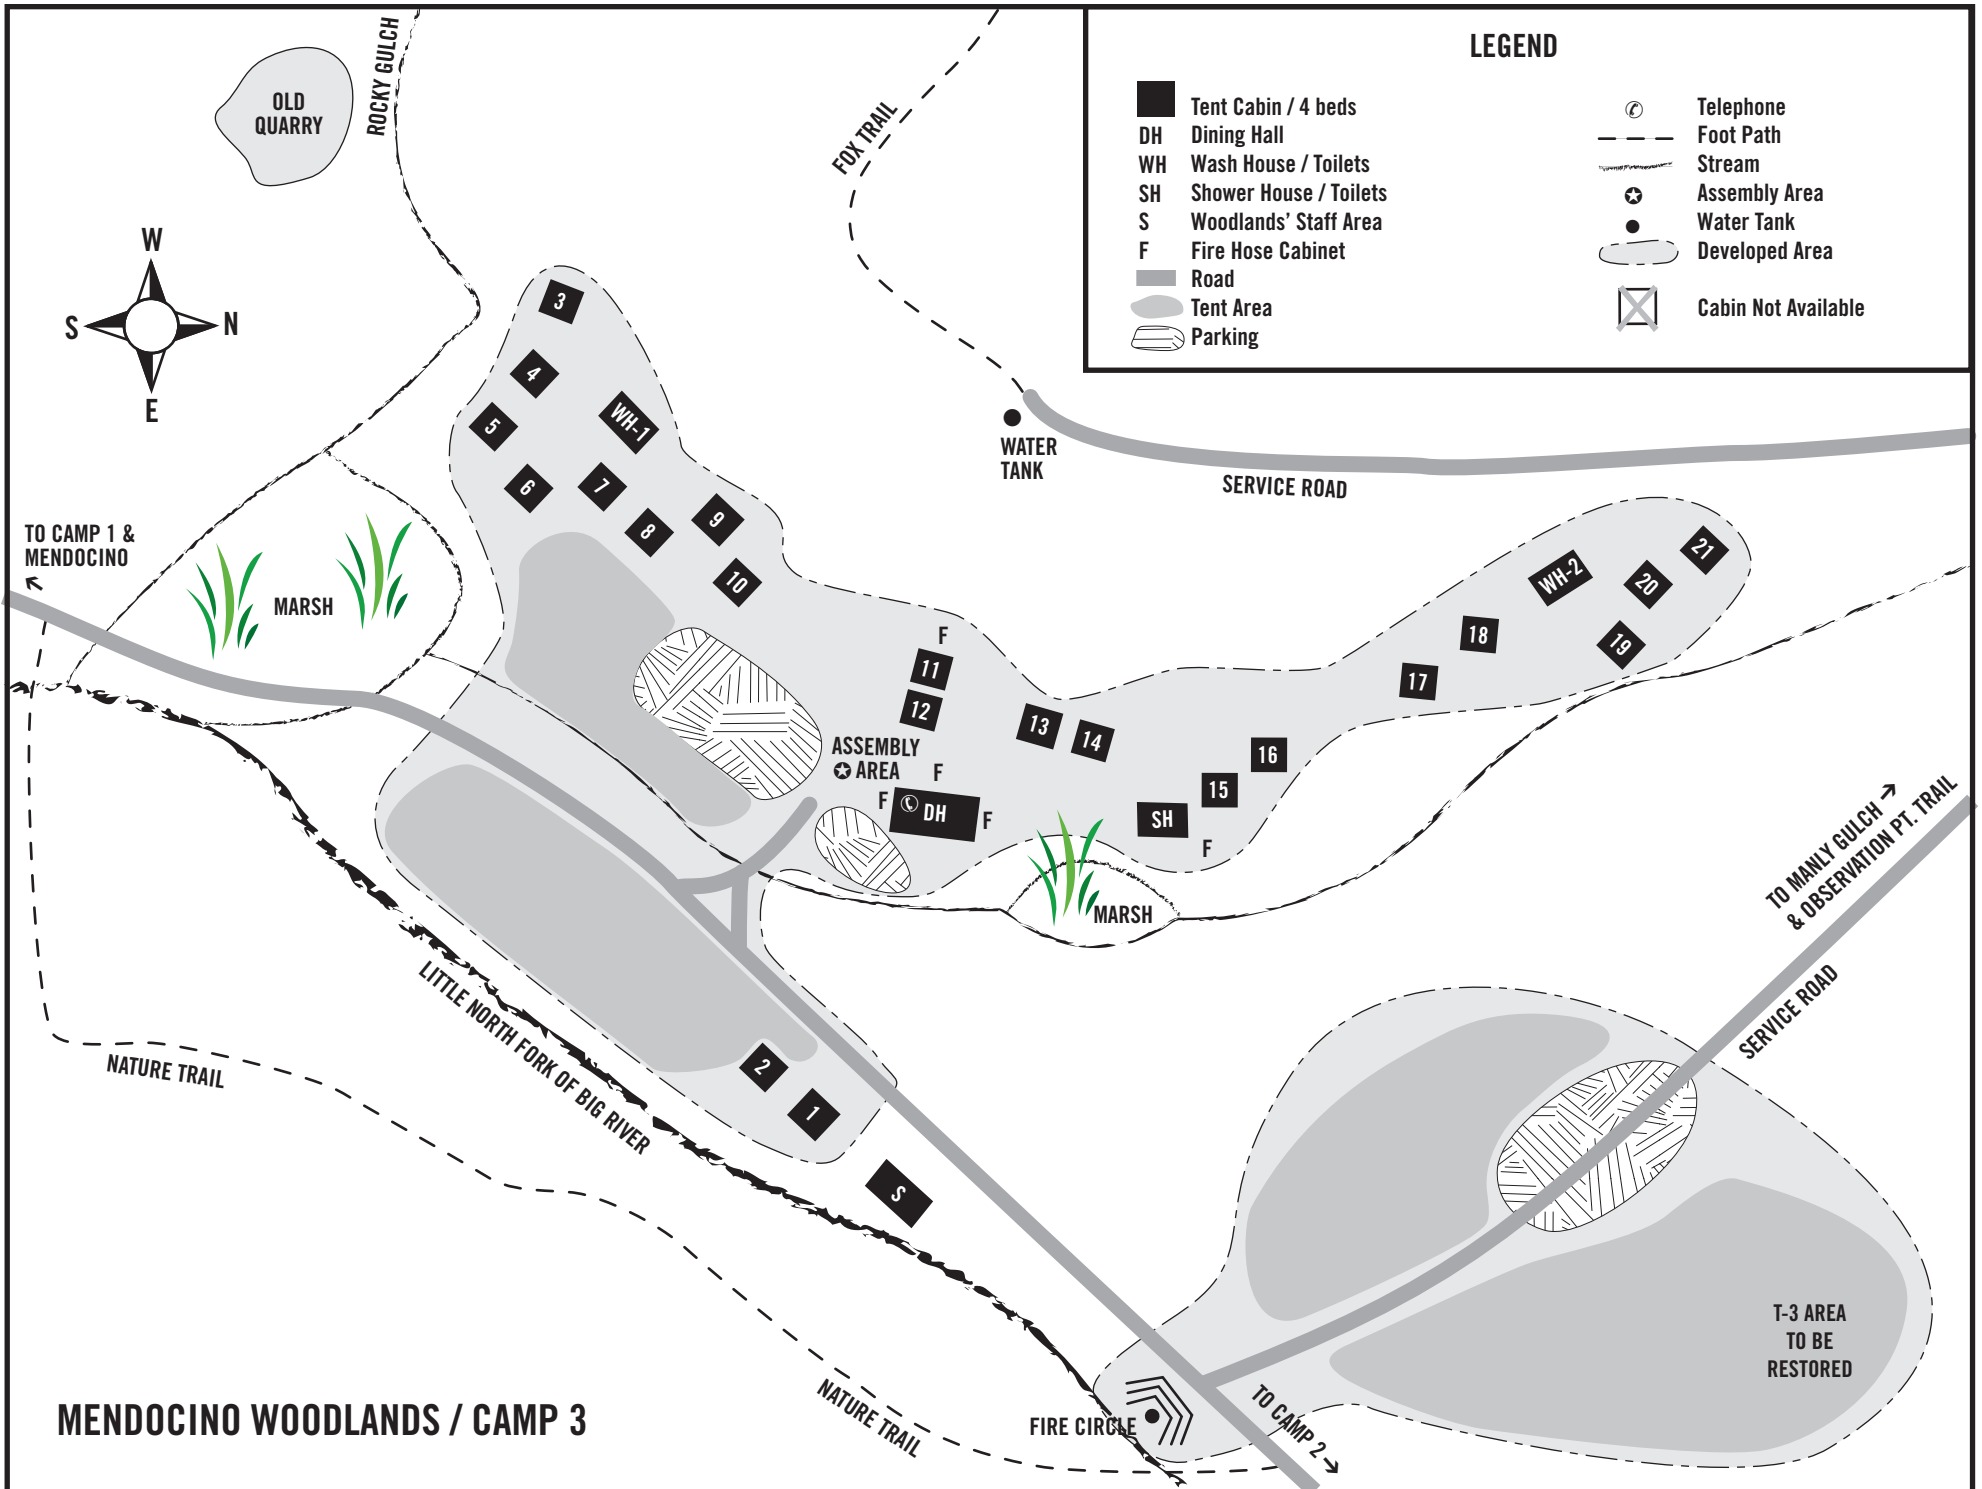 LEGEND
Tent Cabin / 4 beds
DH Dining Hall
WH Wash House / Toilets
SH Shower House / Toilets
S Woodlands' Staff Area
F Fire Hose Cabinet
Road
Tent Area
Parking
Telephone
Foot Path
Stream
Assembly Area
Water Tank
Developed Area
Cabin Not Available
OLD
QUARRY
ROCKY GULCH
FOX TRAIL
W
S
N
E
3
4
5
WH-1
6
7
8
9
10
WATER
TANK
SERVICE ROAD
TO CAMP 1 &
MENDOCINO
MARSH
F
11
12
13
14
ASSEMBLY
AREA
F
F
DH
F
SH
15
16
F
17
18
WH-2
19
20
21
MARSH
TO MANLY GULCH
& OBSERVATION PT. TRAIL
SERVICE ROAD
LITTLE NORTH FORK OF BIG RIVER
2
1
S
NATURE TRAIL
NATURE TRAIL
FIRE CIRCLE
TO CAMP 2
T-3 AREA
TO BE
RESTORED
MENDOCINO WOODLANDS / CAMP 3